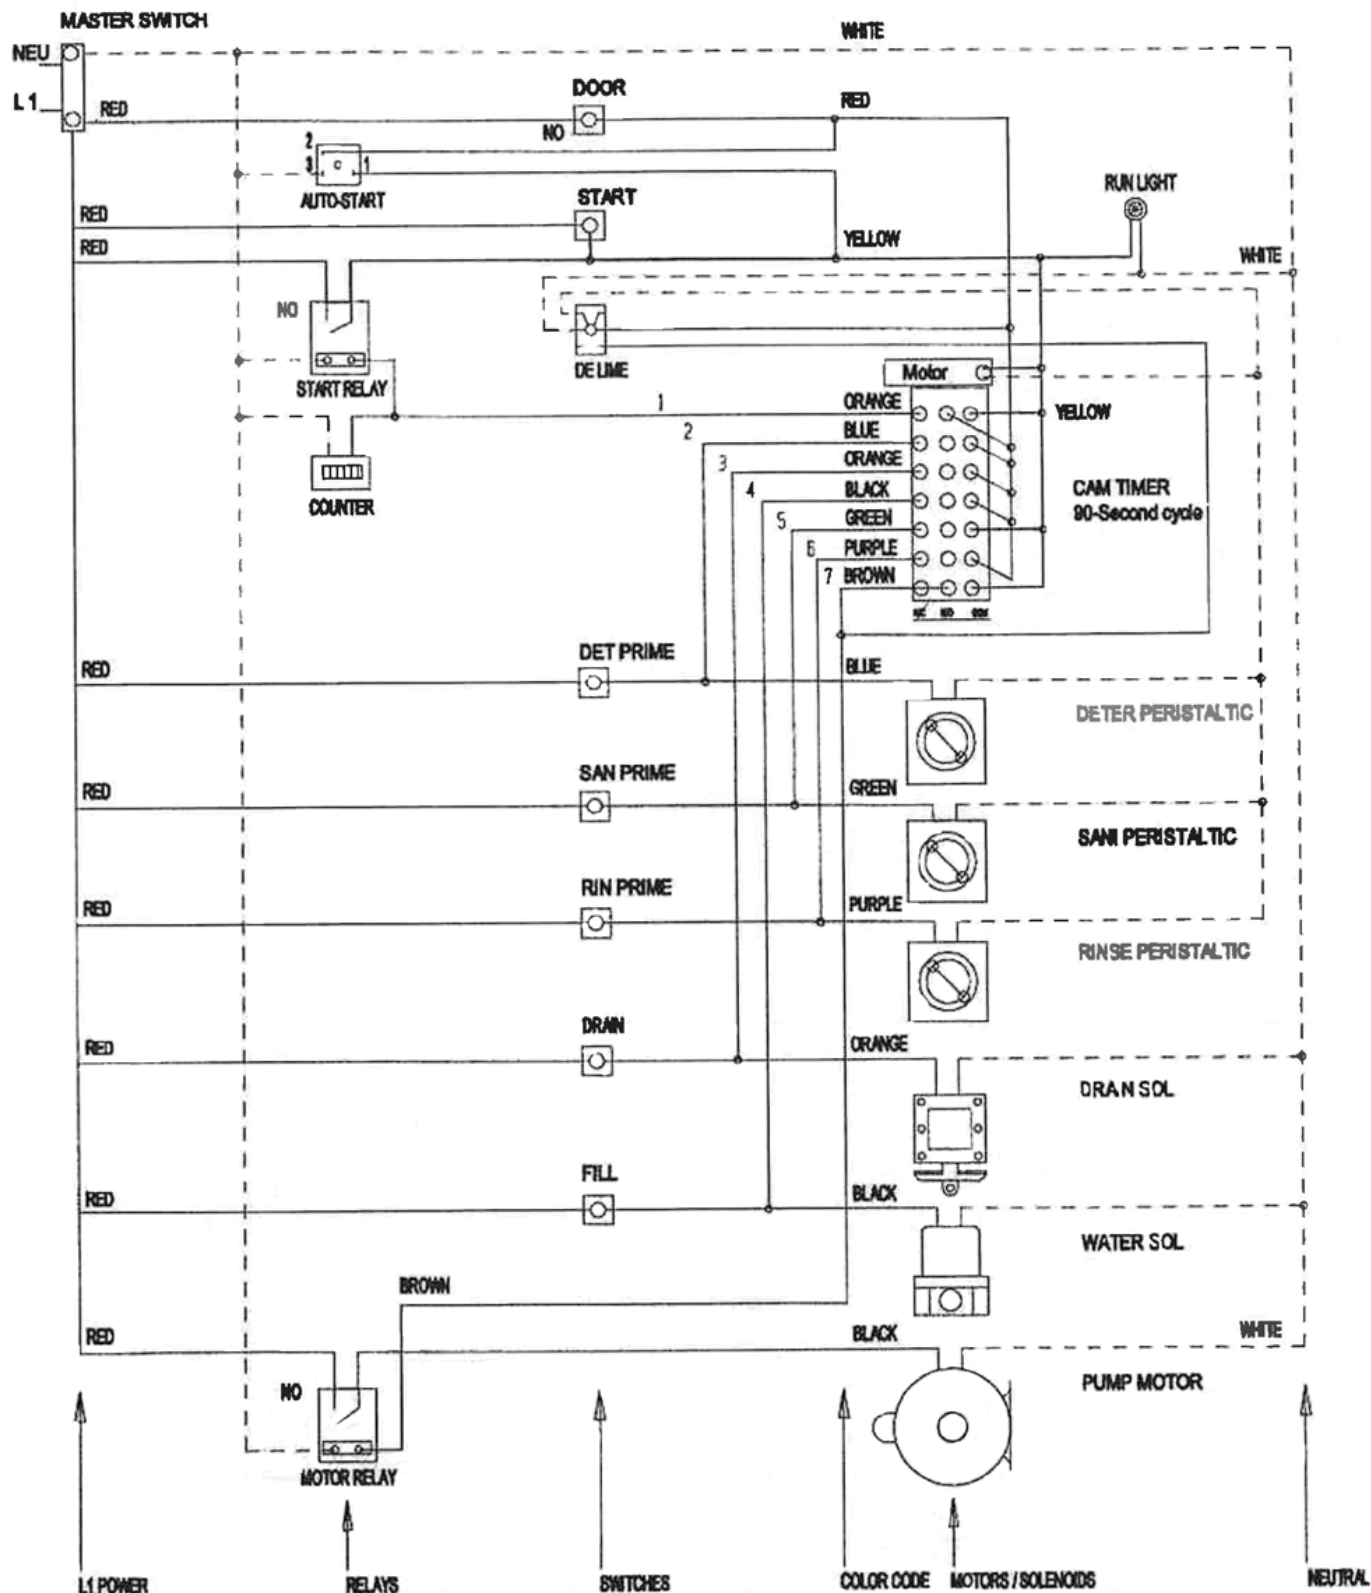 MASTER SWITCH
NEU
WHITE
L1
RED
DOOR
RED
NO
2
3
C
1
AUTO-START
RUN LIGHT
RED
START
RED
YELLOW
WHITE
NO
START RELAY
DE LIME
Motor
1
ORANGE
YELLOW
2
BLUE
3
ORANGE
4
BLACK
CAM TIMER
90-Second cycle
COUNTER
5
GREEN
6
PURPLE
7
BROWN
NO
COM
RED
DET PRIME
BLUE
DETER PERISTALTIC
RED
SAN PRIME
GREEN
SANI PERISTALTIC
RED
RIN PRIME
PURPLE
RINSE PERISTALTIC
RED
DRAIN
ORANGE
DRAN SOL
RED
FILL
BLACK
WATER SOL
BROWN
RED
BLACK
WHITE
NO
PUMP MOTOR
MOTOR RELAY
L1 POWER
RELAYS
SWITCHES
COLOR CODE
MOTORS / SOLENOIDS
NEUTRAL